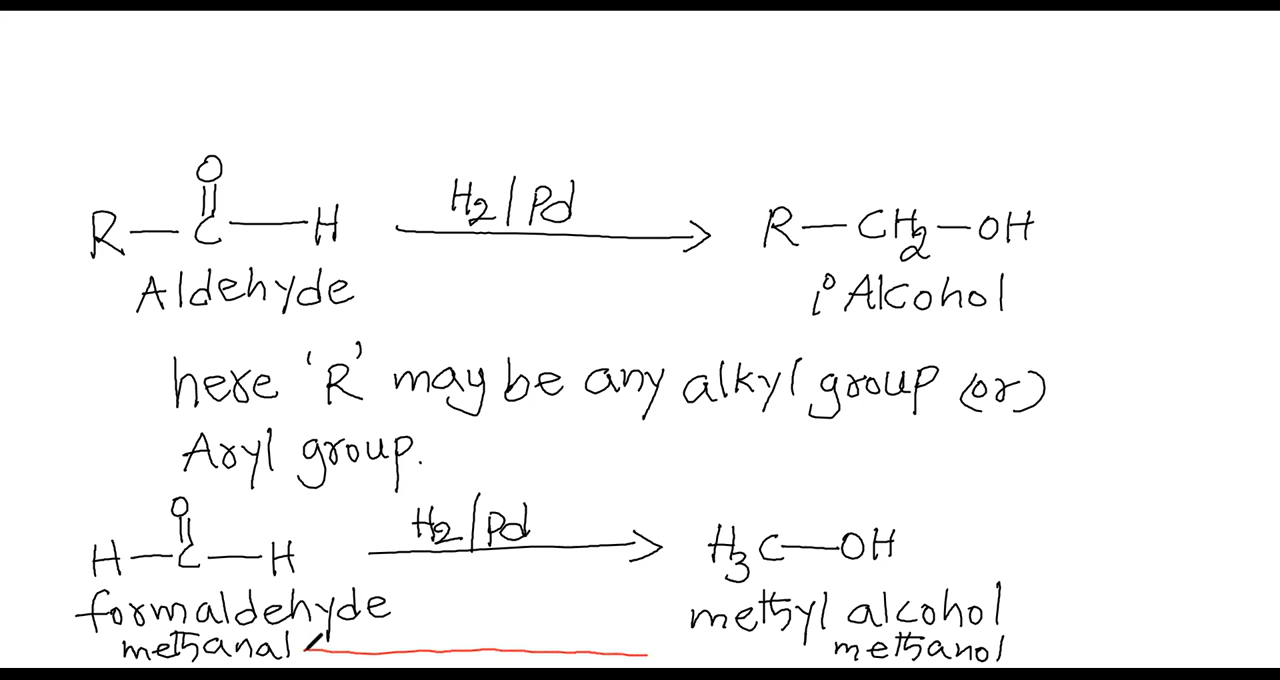 O
R—C—H H2/Pd R—CH2—OH
Aldehyde 1° Alcohol
here 'R' may be any alkyl group (or)
Aryl group.
O
H—C—H H2/Pd H3C—OH
formaldehyde methyl alcohol
methanal methanol